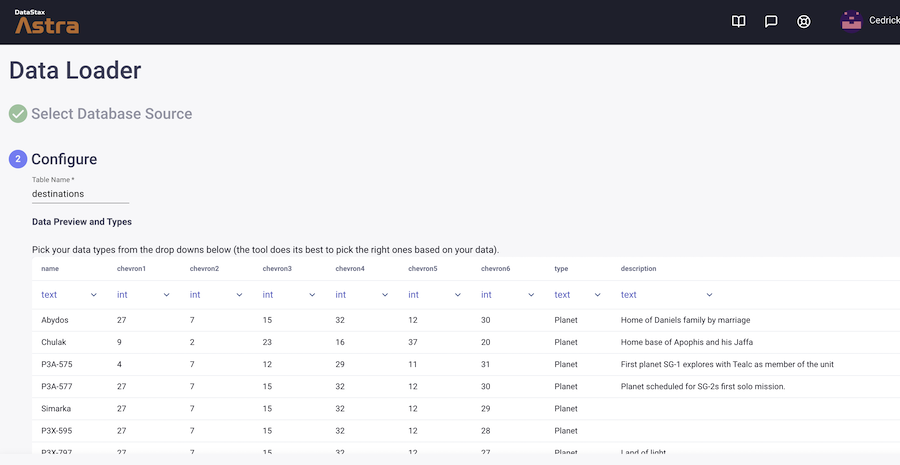 DataStax
Astra
Cedrick
Data Loader
Select Database Source
2 Configure
Table Name *
destinations
Data Preview and Types
Pick your data types from the drop downs below (the tool does its best to pick the right ones based on your data).
name chevron1 chevron2 chevron3 chevron4 chevron5 chevron6 type description
text int int int int int int text text
Abydos 27 7 15 32 12 30 Planet Home of Daniels family by marriage
Chulak 9 2 23 16 37 20 Planet Home base of Apophis and his Jaffa
P3A-575 4 7 12 29 11 31 Planet First planet SG-1 explores with Tealc as member of the unit
P3A-577 27 7 15 32 12 30 Planet Planet scheduled for SG-2s first solo mission.
Simarka 27 7 15 32 12 29 Planet
P3X-595 27 7 15 32 12 28 Planet
P3X-797 27 7 15 32 12 27 Planet Land of light